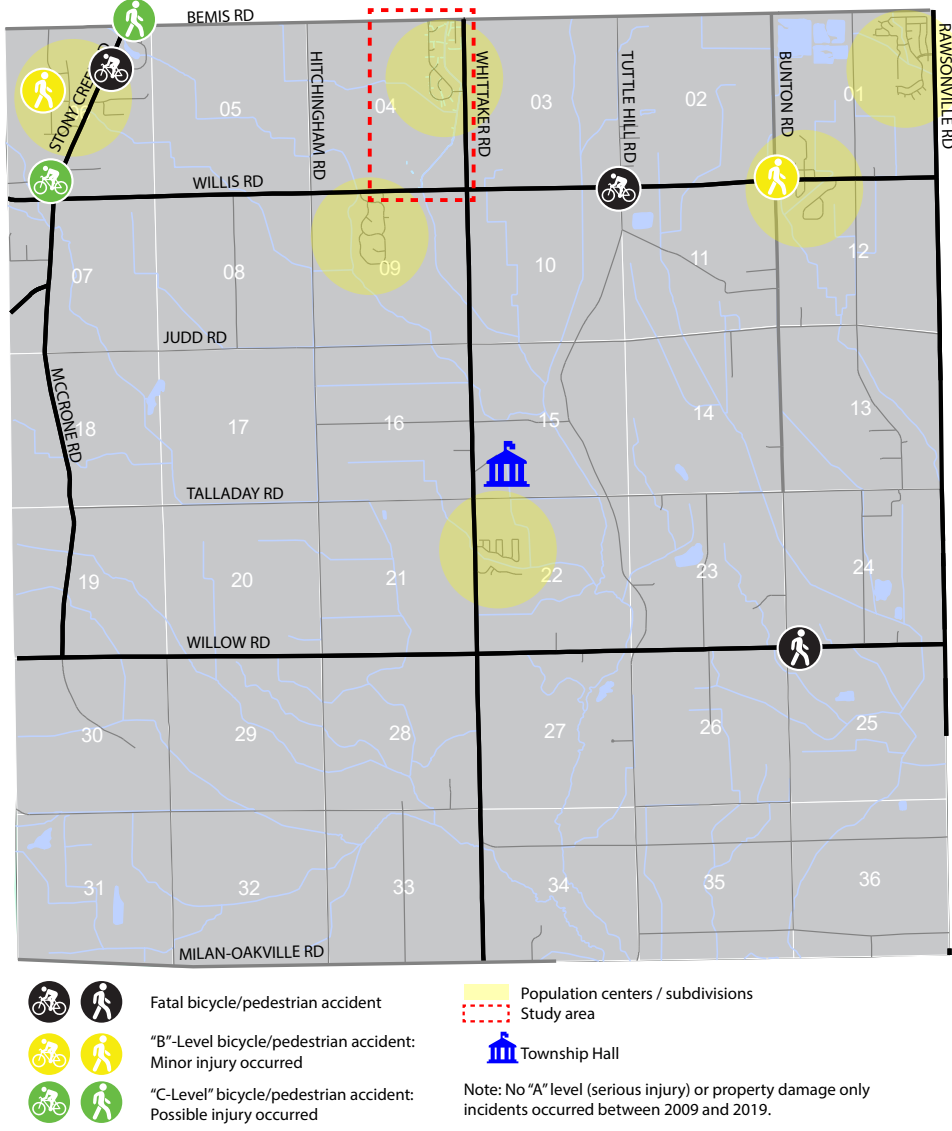 BEMIS RD
STONY CREEK RD
HITCHINGHAM RD
WHITTAKER RD
TUTTLE HILL RD
BUNTON RD
RAWSONVILLE RD
05
04
03
02
01
WILLIS RD
07
08
09
10
11
12
JUDD RD
MCCRONE RD
18
17
16
15
14
13
TALLADAY RD
19
20
21
22
23
24
WILLOW RD
30
29
28
27
26
25
31
32
33
34
35
36
MILAN-OAKVILLE RD
Fatal bicycle/pedestrian accident
"B"-Level bicycle/pedestrian accident:
Minor injury occurred
"C-Level" bicycle/pedestrian accident:
Possible injury occurred
Population centers / subdivisions
Study area
Township Hall
Note: No "A" level (serious injury) or property damage only
incidents occurred between 2009 and 2019.